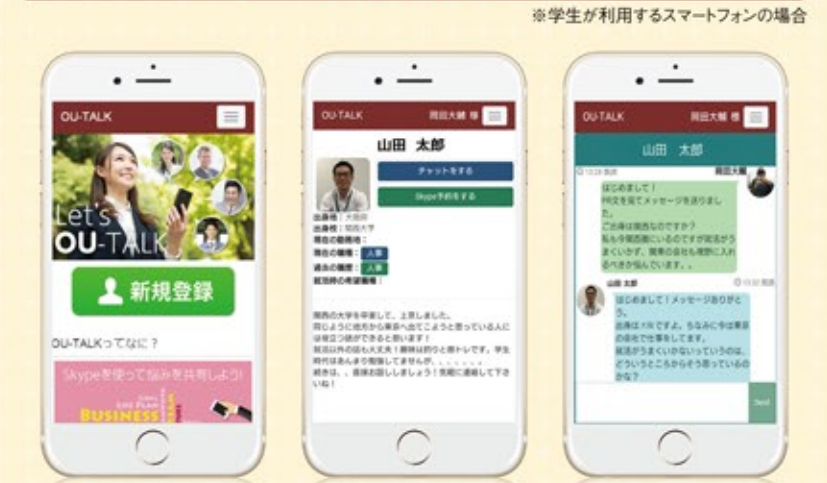 ※学生が利用するスマートフォンの場合
OU-TALK
Let's
OU-TALK
新規登録
OU-TALKってなに？
Skypeを使って悩みを共有しよう!
BUSINESS
OU-TALK
岡田大輔 様
山田 太郎
チャットをする
Skype予約をする
出身地：大阪府
出身校：関西大学
現在の勤務地：
現在の職種：人事
過去の職歴：人事
就活時の希望職種：
関西の大学を卒業して、上京しました。
同じように地方から東京へ出てこようと思っている人に
は役立つ話ができると思います！
就活以外の話も大丈夫！趣味は釣りと筋トレです。学生
時代はあんまり勉強してませんが、．．．．．．
続きは、、直接お話ししましょう！気軽に連絡して下さ
いね！
OU-TALK
岡田大輔 様
山田 太郎
岡田大輔
はじめまして！
PR文を見てメッセージを送りまし
た。
ご出身は関西なのですか？
私も今関西圏にいるのですが就活がう
まくいかず、関東の会社も視野に入れ
るべきか悩んでいます。。
山田 太郎
はじめまして！メッセージありがと
う。
出身は大阪ですよ。ちなみに今は東京
の会社で仕事をしてます。
就活がうまくいかないっていうのは、
どういうところからそう思っているの
かな？
Send